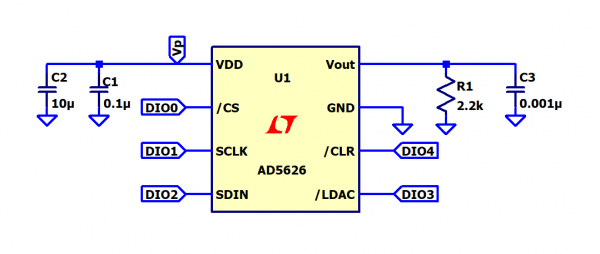 Vp
C2
10µ
C1
0.1µ
VDD
U1
Vout
R1
2.2k
C3
0.001µ
DIO0
/CS
GND
DIO1
SCLK
/CLR
DIO4
AD5626
DIO2
SDIN
/LDAC
DIO3